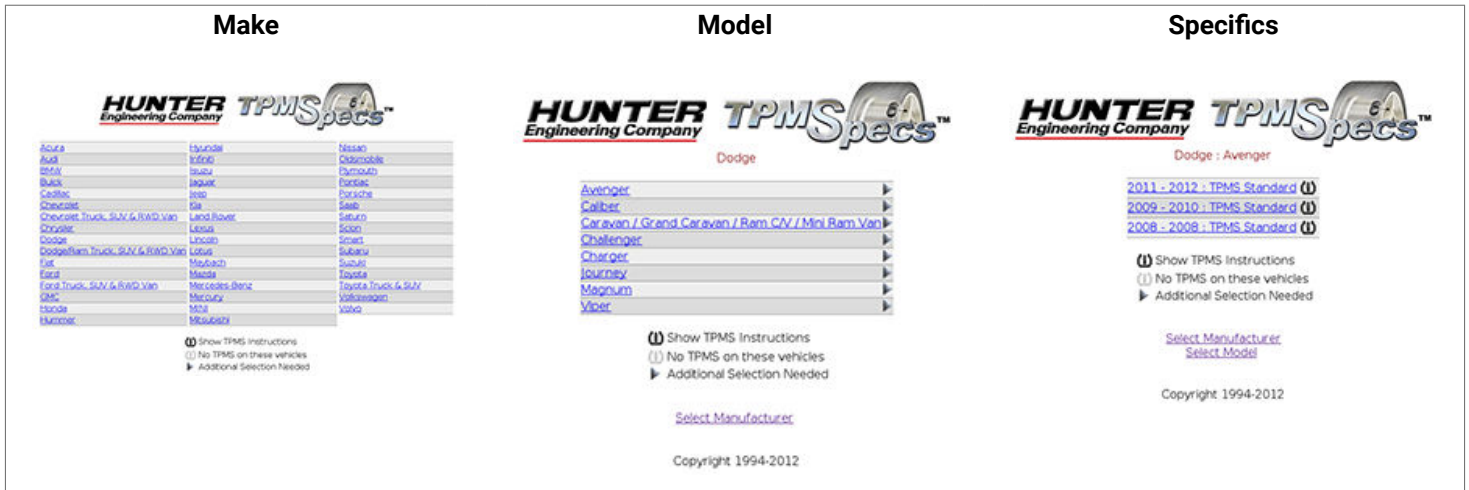 Make
HUNTER
Engineering Company
TPMSpecs™
Acura Hyundai Nissan
Audi Infiniti Oldsmobile
BMW Isuzu Plymouth
Buick Jaguar Pontiac
Cadillac Jeep Porsche
Chevrolet Kia Saab
Chevrolet Truck, SUV & RWD Van Land Rover Saturn
Chrysler Lexus Scion
Dodge Lincoln Smart
Dodge/Ram Truck, SUV & RWD Van Lotus Subaru
Fiat Maybach Suzuki
Ford Mazda Toyota
Ford Truck, SUV & RWD Van Mercedes-Benz Toyota Truck & SUV
GMC Mercury Volkswagen
Honda MINI Volvo
Hummer Mitsubishi
Show TPMS Instructions
No TPMS on these vehicles
Additional Selection Needed
Model
HUNTER
Engineering Company
TPMSpecs™
Dodge
Avenger
Caliber
Caravan / Grand Caravan / Ram C/V / Mini Ram Van
Challenger
Charger
Journey
Magnum
Viper
Show TPMS Instructions
No TPMS on these vehicles
Additional Selection Needed
Select Manufacturer
Copyright 1994-2012
Specifics
HUNTER
Engineering Company
TPMSpecs™
Dodge : Avenger
2011 - 2012 : TPMS Standard
2009 - 2010 : TPMS Standard
2008 - 2008 : TPMS Standard
Show TPMS Instructions
No TPMS on these vehicles
Additional Selection Needed
Select Manufacturer
Select Model
Copyright 1994-2012